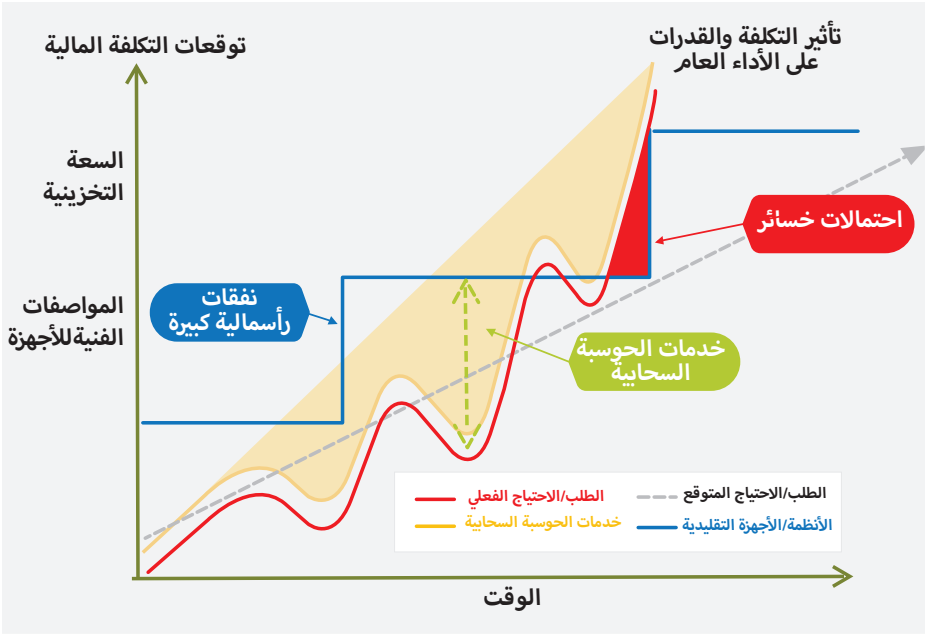 تأثير التكلفة والقدرات
على الأداء العام
توقعات التكلفة المالية
السعة
التخزينية
المواصفات
الفنية للأجهزة
احتمالات خسائر
نفقات
رأسمالية كبيرة
خدمات الحوسبة
السحابية
الطلب/الاحتياج المتوقع
الطلب/الاحتياج الفعلي
الأنظمة/الأجهزة التقليدية
خدمات الحوسبة السحابية
الوقت